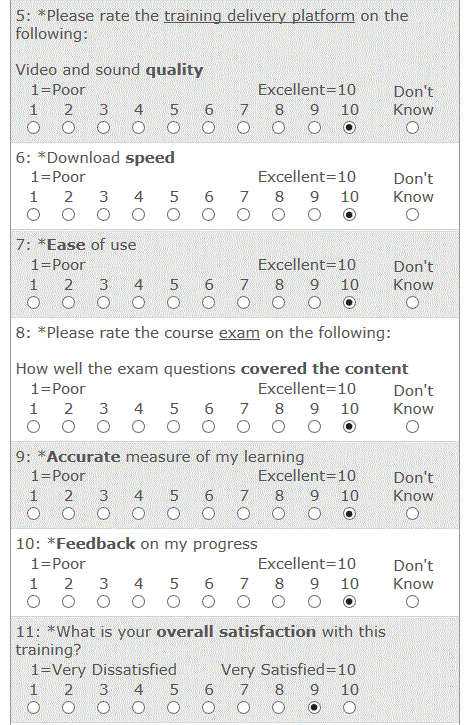 5: *Please rate the training delivery platform on the
following:
Video and sound quality
1=Poor Excellent=10 Don't
1 2 3 4 5 6 7 8 9 10 Know
6: *Download speed
1=Poor Excellent=10 Don't
1 2 3 4 5 6 7 8 9 10 Know
7: *Ease of use
1=Poor Excellent=10 Don't
1 2 3 4 5 6 7 8 9 10 Know
8: *Please rate the course exam on the following:
How well the exam questions covered the content
1=Poor Excellent=10 Don't
1 2 3 4 5 6 7 8 9 10 Know
9: *Accurate measure of my learning
1=Poor Excellent=10 Don't
1 2 3 4 5 6 7 8 9 10 Know
10: *Feedback on my progress
1=Poor Excellent=10 Don't
1 2 3 4 5 6 7 8 9 10 Know
11: *What is your overall satisfaction with this
training?
1=Very Dissatisfied Very Satisfied=10
1 2 3 4 5 6 7 8 9 10